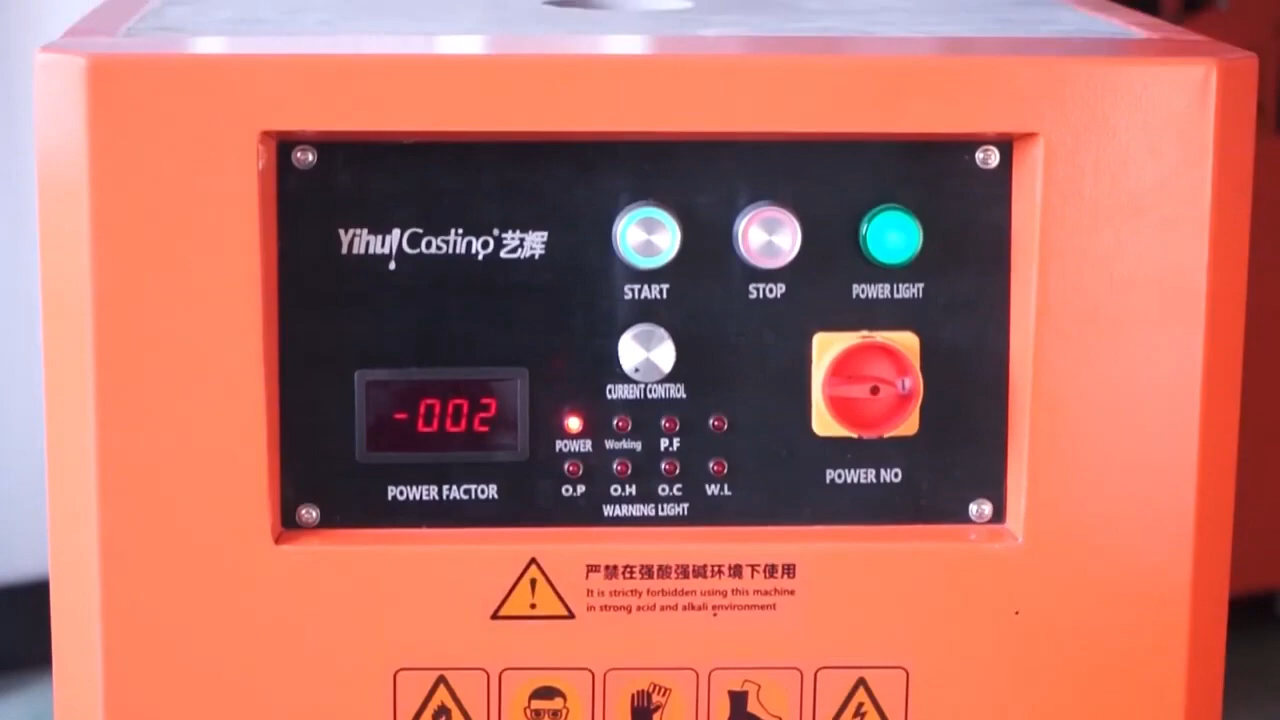 Yihui Casting® 艺辉
START
STOP
POWER LIGHT
CURRENT CONTROL
-002
POWER
Working
P.F
O.P
O.H
O.C
W.L
POWER FACTOR
WARNING LIGHT
POWER NO
严禁在强酸强碱环境下使用
It is strictly forbidden using this machine
in strong acid and alkali environment